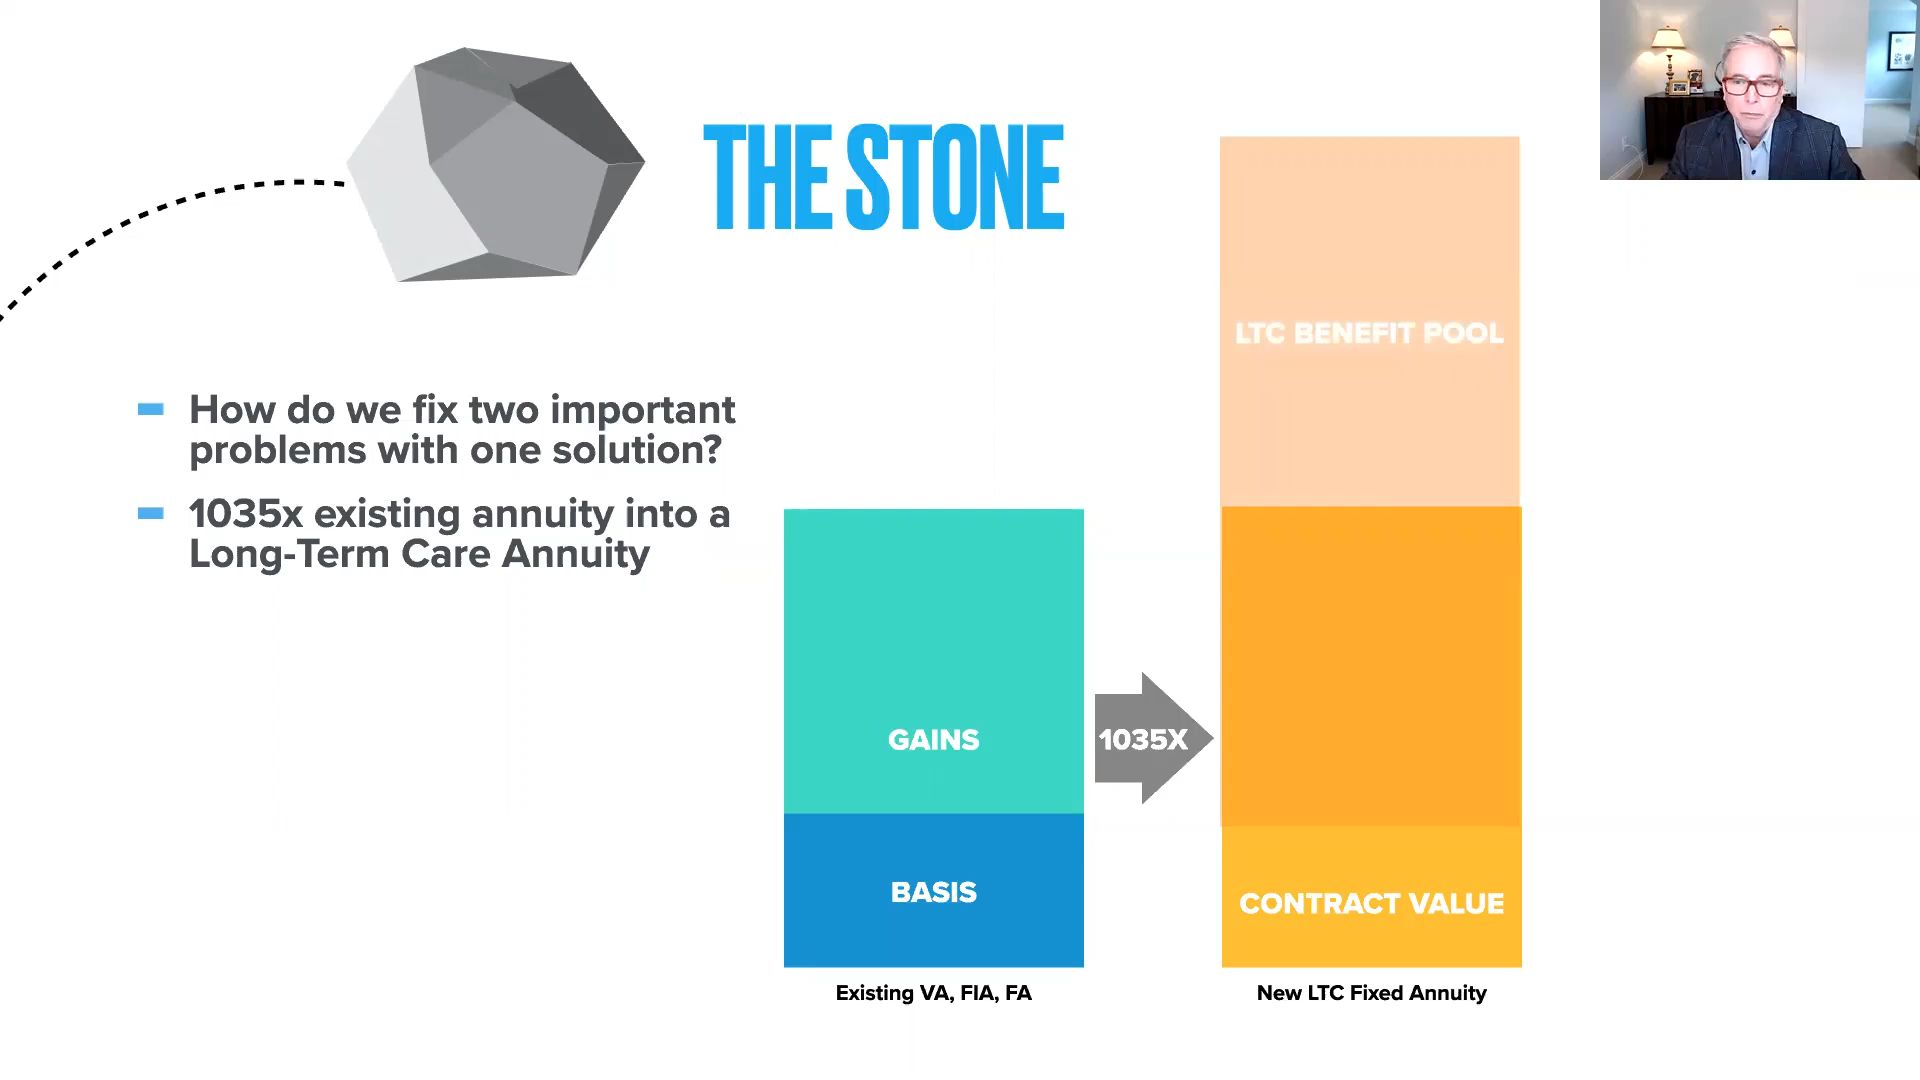 THE STONE
How do we fix two important
problems with one solution?
1035x existing annuity into a
Long-Term Care Annuity
LTC BENEFIT POOL
GAINS
1035X
BASIS
CONTRACT VALUE
Existing VA, FIA, FA
New LTC Fixed Annuity